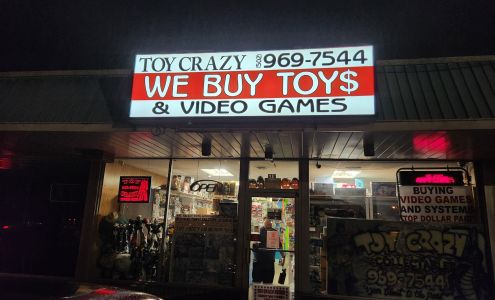 TOY CRAZY (502) 969-7544
WE BUY TOY$
& VIDEO GAMES
OPEN
BUYING
VIDEO GAMES
AND SYSTEMS
TOP DOLLAR PAID
TOY CRAZY
969-7544